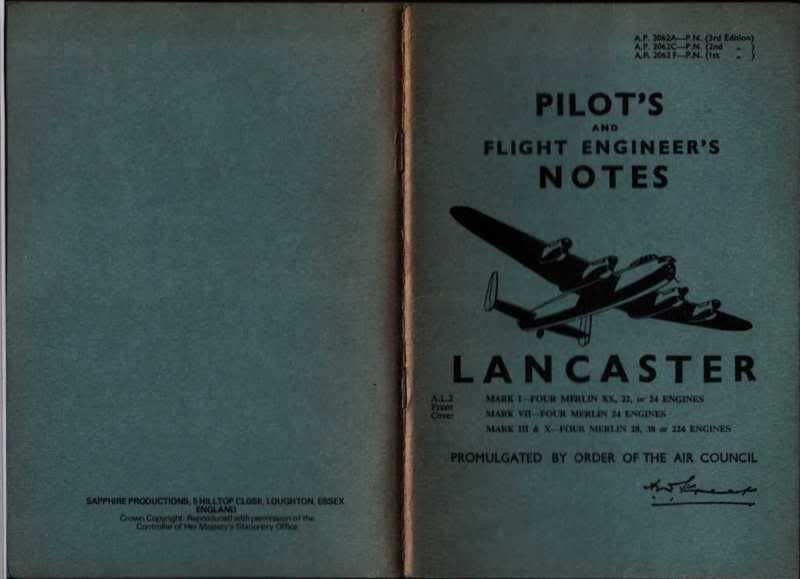 SAPPHIRE PRODUCTIONS, 5 HILLTOP CLOSE, LOUGHTON, ESSEX
ENGLAND
Crown Copyright. Reproduced with permission of the
Controller of Her Majesty's Stationery Office
A.P. 2062A—P.N. (3rd Edition)
A.P. 2062C—P.N. (2nd „ )
A.P. 2062 F—P.N. (1st „ )
PILOT'S
AND
FLIGHT ENGINEER'S
NOTES
LANCASTER
A.L.2
Front
Cover
MARK I—FOUR MERLIN XX, 22, or 24 ENGINES
MARK VII—FOUR MERLIN 24 ENGINES
MARK III & X—FOUR MERLIN 28, 38 or 224 ENGINES
PROMULGATED BY ORDER OF THE AIR COUNCIL